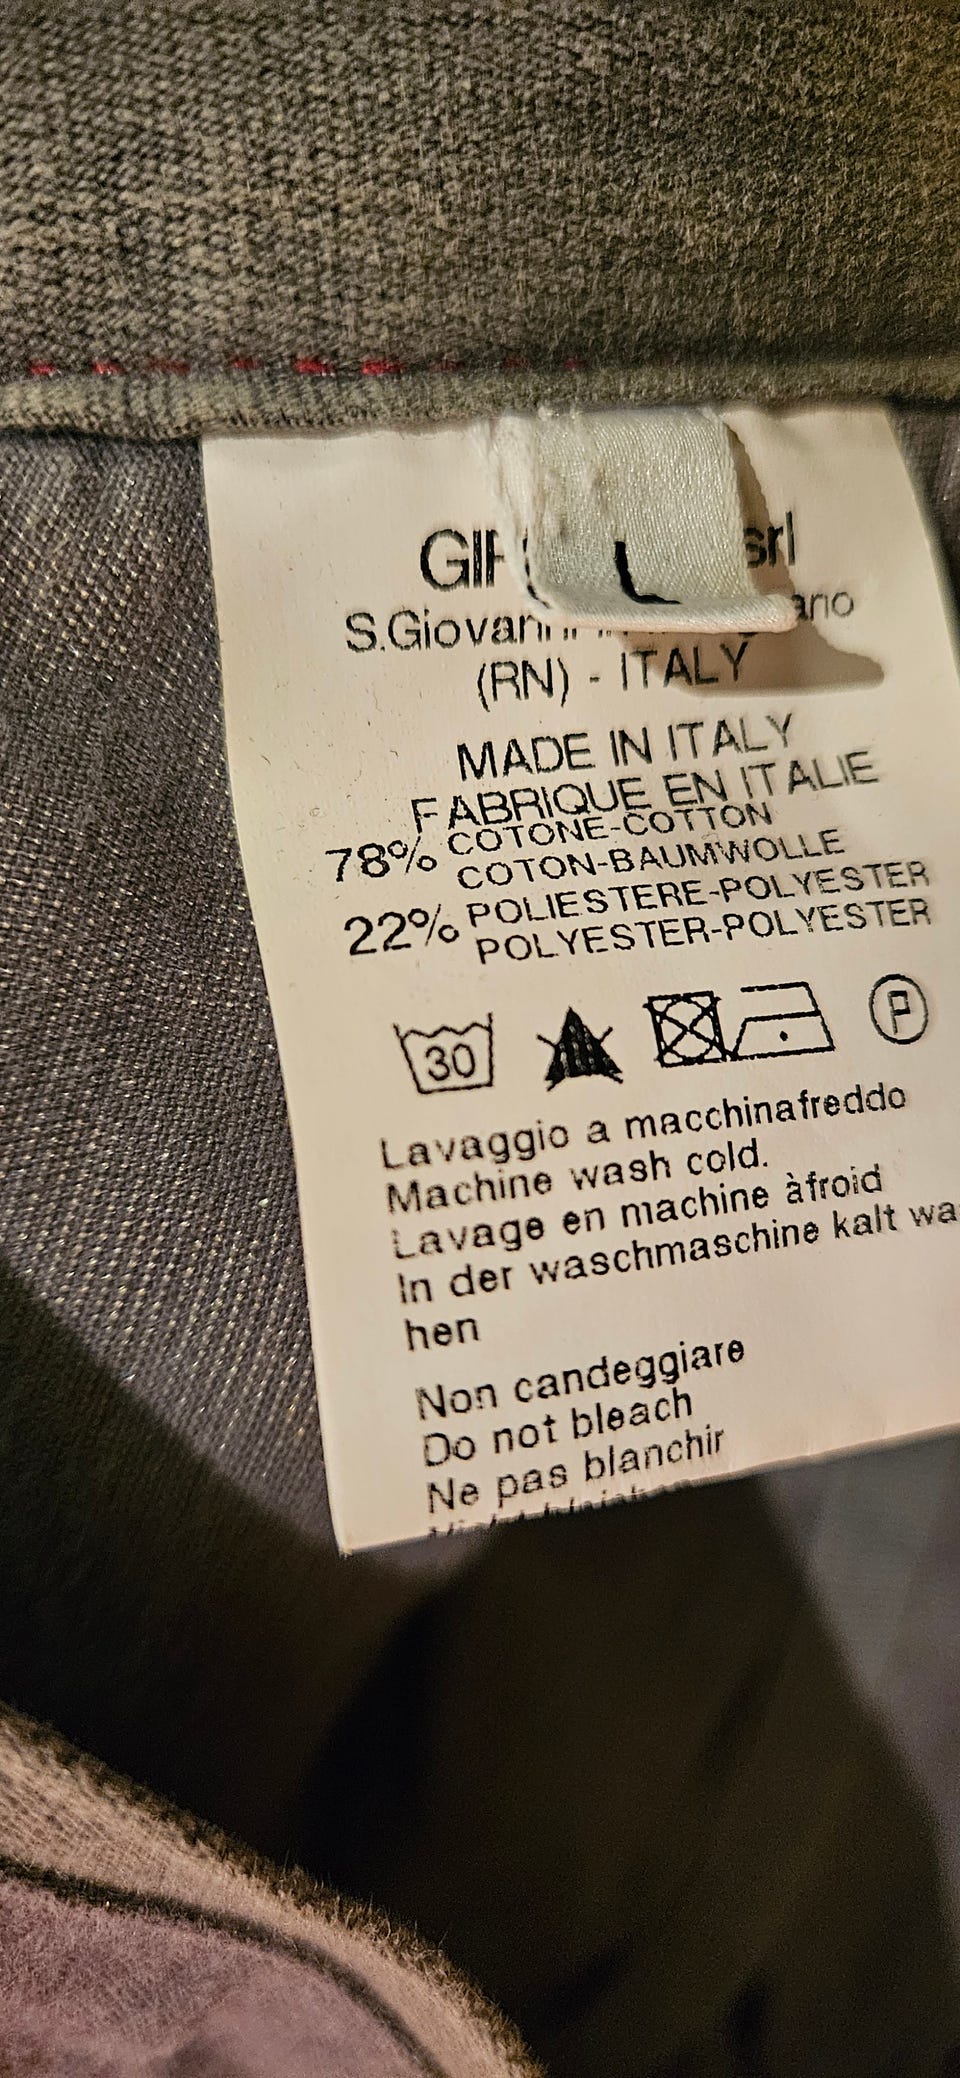 L
srl
(RN) - ITALY
MADE IN ITALY
FABRIQUE EN ITALIE
78% COTONE-COTTON
COTON-BAUMWOLLE
22% POLIESTERE-POLYESTER
POLYESTER-POLYESTER
30
P
Lavaggio a macchinafreddo
Machine wash cold.
Lavage en machine àfroid
In der waschmaschine kalt wa
hen
Non candeggiare
Do not bleach
Ne pas blanchir